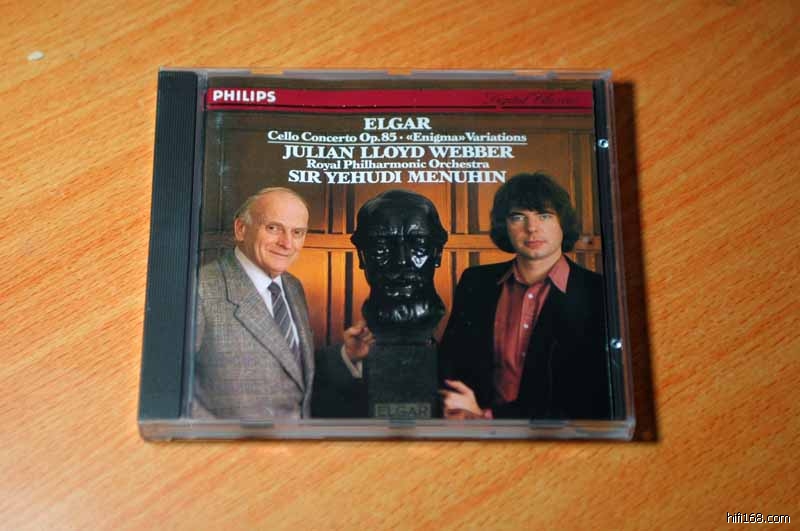 PHILIPS
Digital Classics
ELGAR
Cello Concerto Op.85 · «Enigma» Variations
JULIAN LLOYD WEBBER
Royal Philharmonic Orchestra
SIR YEHUDI MENUHIN
ELGAR
hifi168.com